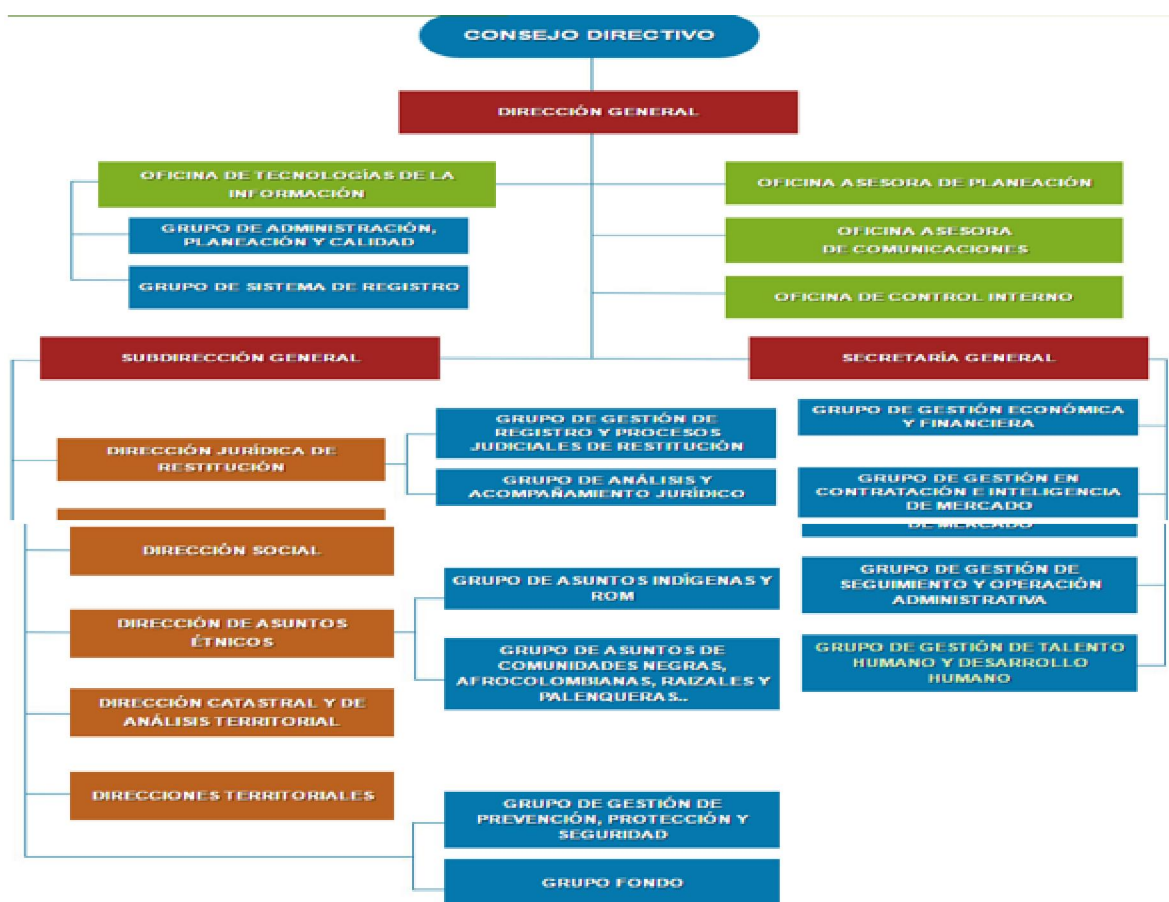 CONSEJO DIRECTIVO
DIRECCIÓN GENERAL
OFICINA DE TECNOLOGÍAS DE LA
INFORMACIÓN
GRUPO DE ADMINISTRACIÓN,
PLANEACIÓN Y CALIDAD
GRUPO DE SISTEMA DE REGISTRO
OFICINA ASESORA DE PLANEACIÓN
OFICINA ASESORA
DE COMUNICACIONES
OFICINA DE CONTROL INTERNO
SUBDIRECCIÓN GENERAL
SECRETARÍA GENERAL
DIRECCIÓN JURÍDICA DE
RESTITUCIÓN
GRUPO DE GESTIÓN DE
REGISTRO Y PROCESOS
JUDICIALES DE RESTITUCIÓN
GRUPO DE ANÁLISIS Y
ACOMPAÑAMIENTO JURÍDICO
GRUPO DE GESTIÓN ECONÓMICA
Y FINANCIERA
GRUPO DE GESTIÓN EN
CONTRATACIÓN E INTELIGENCIA
DE MERCADO
DE MERCADO
DIRECCIÓN SOCIAL
DIRECCIÓN DE ASUNTOS
ÉTNICOS
GRUPO DE ASUNTOS INDÍGENAS Y
ROM
GRUPO DE ASUNTOS DE
COMUNIDADES NEGRAS,
AFROCOLOMBIANAS, RAIZALES Y
PALENQUERAS..
GRUPO DE GESTIÓN DE
SEGUIMIENTO Y OPERACIÓN
ADMINISTRATIVA
GRUPO DE GESTIÓN DE TALENTO
HUMANO Y DESARROLLO
HUMANO
DIRECCIÓN CATASTRAL Y DE
ANÁLISIS TERRITORIAL
DIRECCIONES TERRITORIALES
GRUPO DE GESTIÓN DE
PREVENCIÓN, PROTECCIÓN Y
SEGURIDAD
GRUPO FONDO